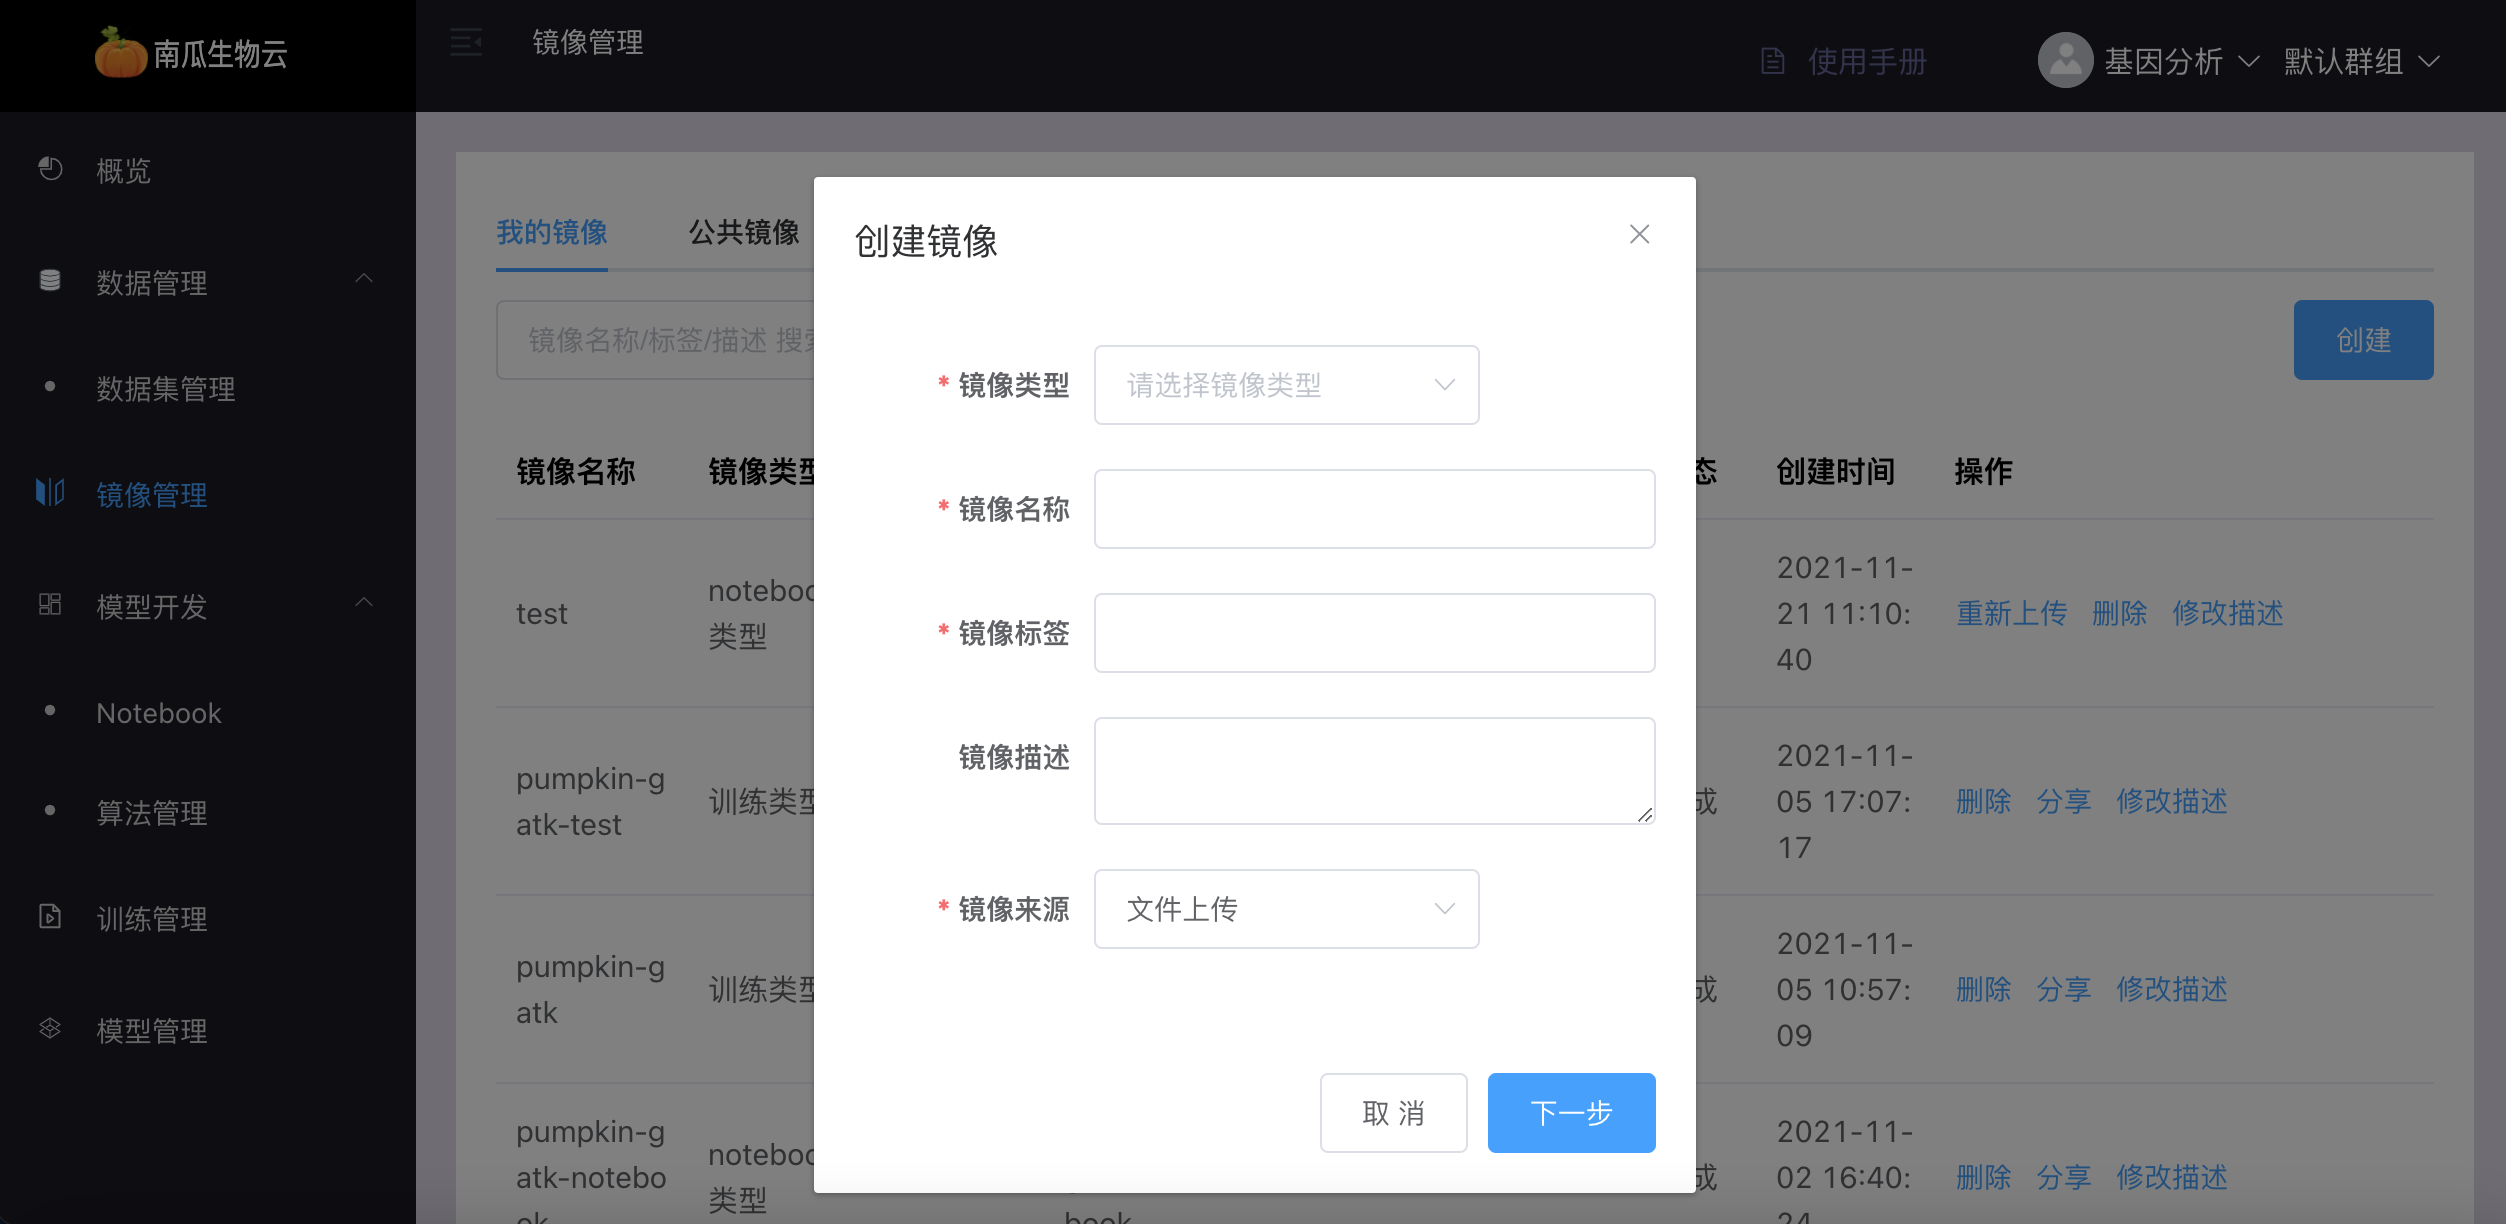 南瓜生物云
镜像管理
使用手册
基因分析
默认群组
概览
数据管理
数据集管理
镜像管理
模型开发
Notebook
算法管理
训练管理
模型管理
我的镜像 公共镜像
镜像名称/标签/描述 搜
创建
镜像名称 镜像类型 态 创建时间 操作
test
noteboo
类型
2021-11-
21 11:10:
40
重新上传 删除 修改描述
pumpkin-g
atk-test
训练类型
成
2021-11-
05 17:07:
17
删除 分享 修改描述
pumpkin-g
atk
训练类型
成
2021-11-
05 10:57:
09
删除 分享 修改描述
pumpkin-g
atk-notebo
ok
noteboo
类型
book
成
2021-11-
02 16:40:
24
删除 分享 修改描述
创建镜像
* 镜像类型 请选择镜像类型
* 镜像名称
* 镜像标签
镜像描述
* 镜像来源 文件上传
取 消 下一步